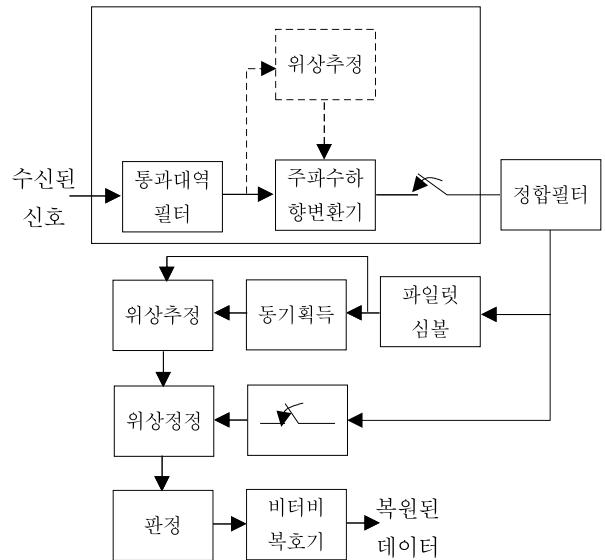 위상추정
수신된
신호
통과대역
필터
주파수하
향변환기
정합필터
위상추정
동기획득
파일럿
심볼
위상정정
판정
비터비
복호기
복원된
데이터